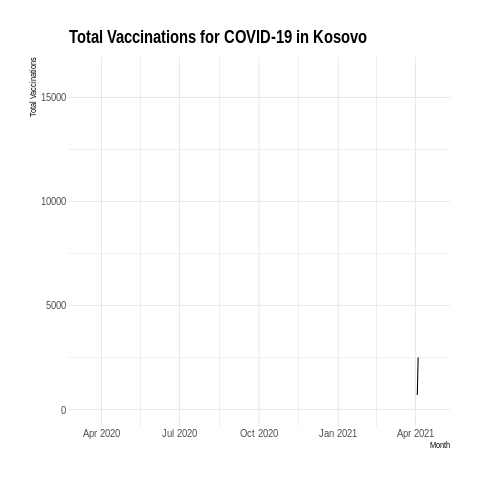 Total Vaccinations for COVID-19 in Kosovo
Total Vaccinations
15000
10000
5000
0
Apr 2020 Jul 2020 Oct 2020 Jan 2021 Apr 2021
Month